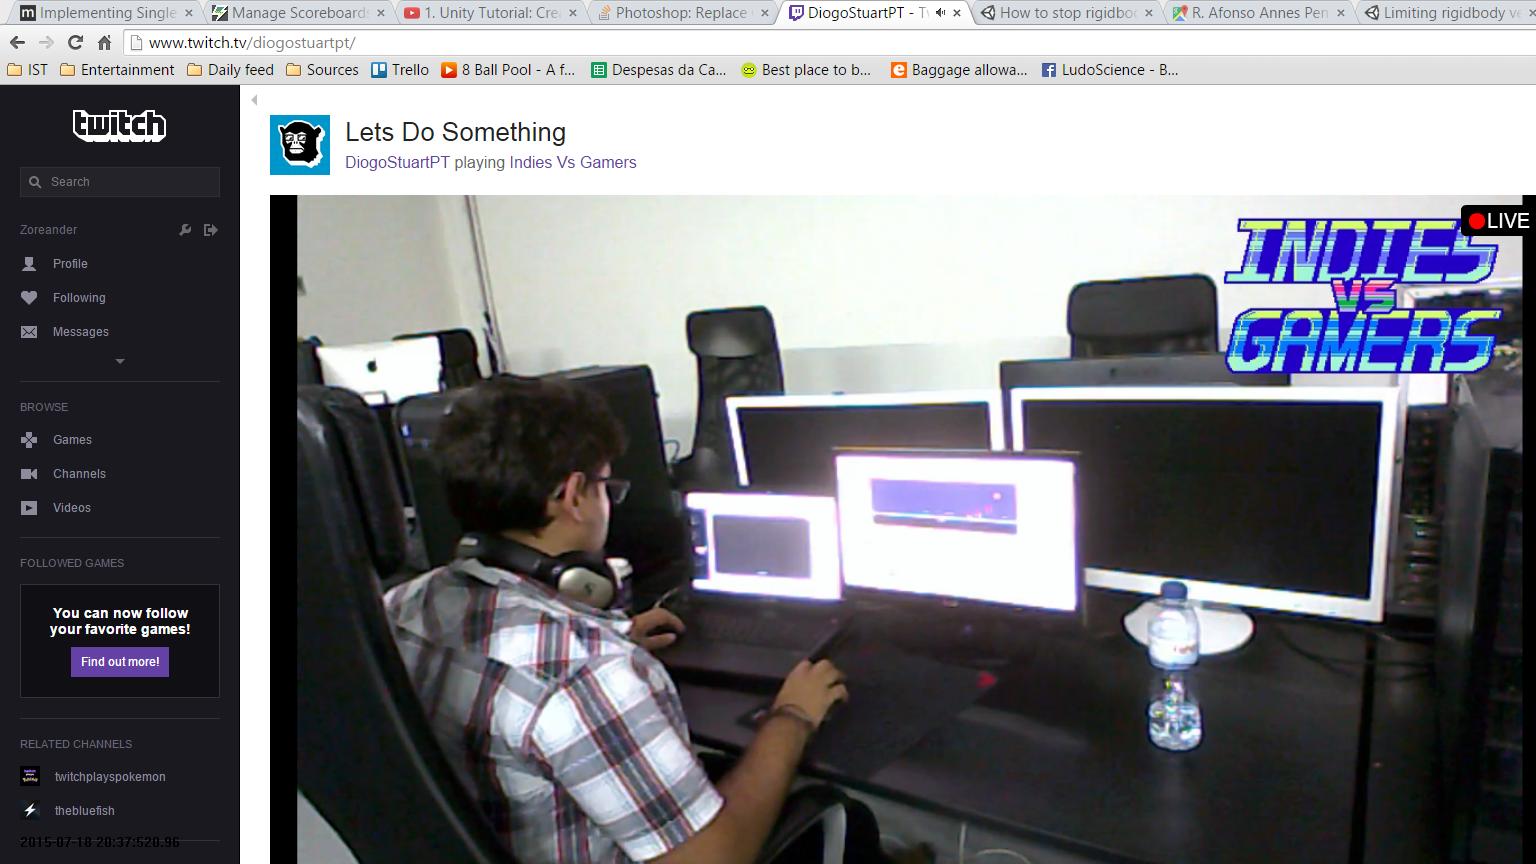 Implementing Single
Manage Scoreboards
1. Unity Tutorial: Cre
Photoshop: Replace
DiogoStuartPT - Tw
How to stop rigidbo
R. Afonso Annes Pen
Limiting rigidbody ve
www.twitch.tv/diogostuartpt/
IST
Entertainment
Daily feed
Sources
Trello
8 Ball Pool - A f...
Despesas da Ca...
Best place to b...
Baggage allowa...
LudoScience - B...
twitch
Search
Zoreander
Profile
Following
Messages
BROWSE
Games
Channels
Videos
FOLLOWED GAMES
You can now follow
your favorite games!
Find out more!
RELATED CHANNELS
twitchplayspokemon
thebluefish
2015-07-18 20:37:520.96
Lets Do Something
DiogoStuartPT playing Indies Vs Gamers
LIVE
INDIES
VS
GAMERS